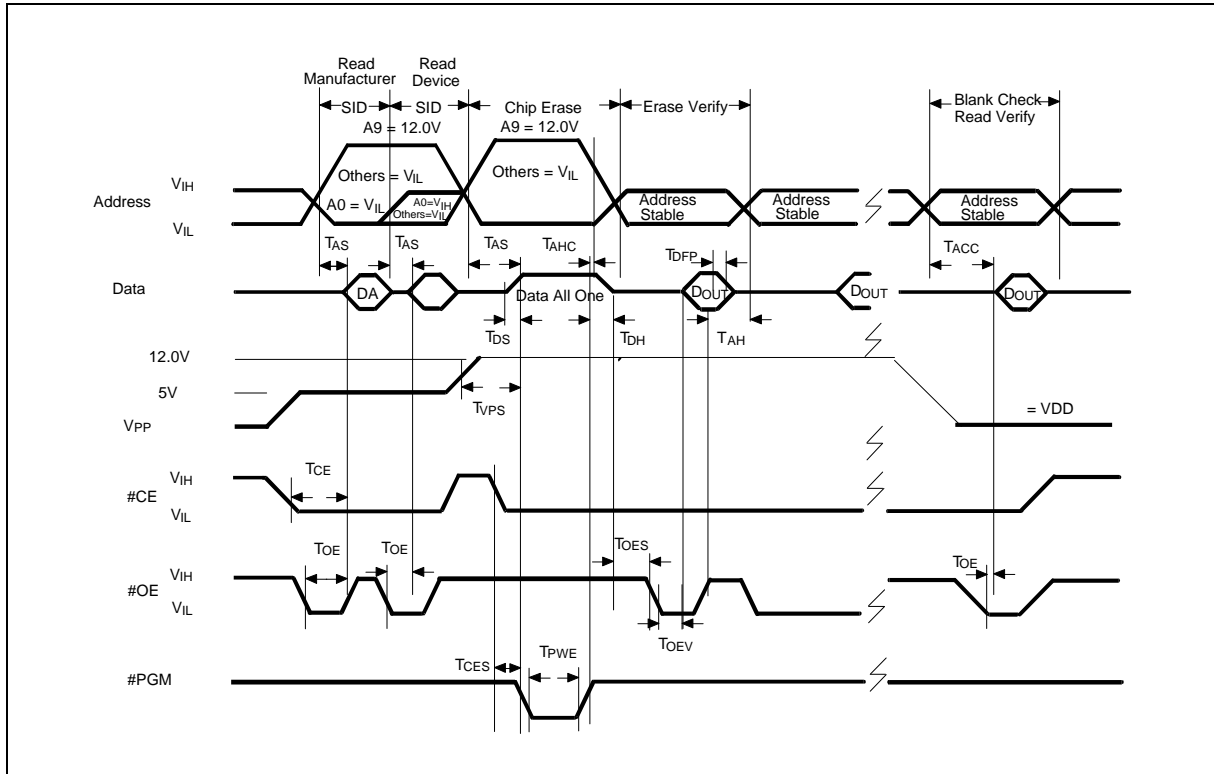 Read Manufacturer SID
Read Device SID
Chip Erase
Erase Verify
Blank Check Read Verify
A9 = 12.0V
A9 = 12.0V
Others = VIL
Others = VIL
VIH
Address
VIL
A0 = VIL
A0=VIH
Others=VIL
Address Stable
Address Stable
Address Stable
TAS
TAS
TAS
TAHC
TDFP
TACC
Data
DA
Data All One
DOUT
DOUT
DOUT
TDS
TDH
TAH
12.0V
5V
VPP
TVPS
= VDD
VIH
#CE
VIL
TCE
TOE
TOE
TOES
TOE
VIH
#OE
VIL
TOEV
TCES
TPWE
#PGM